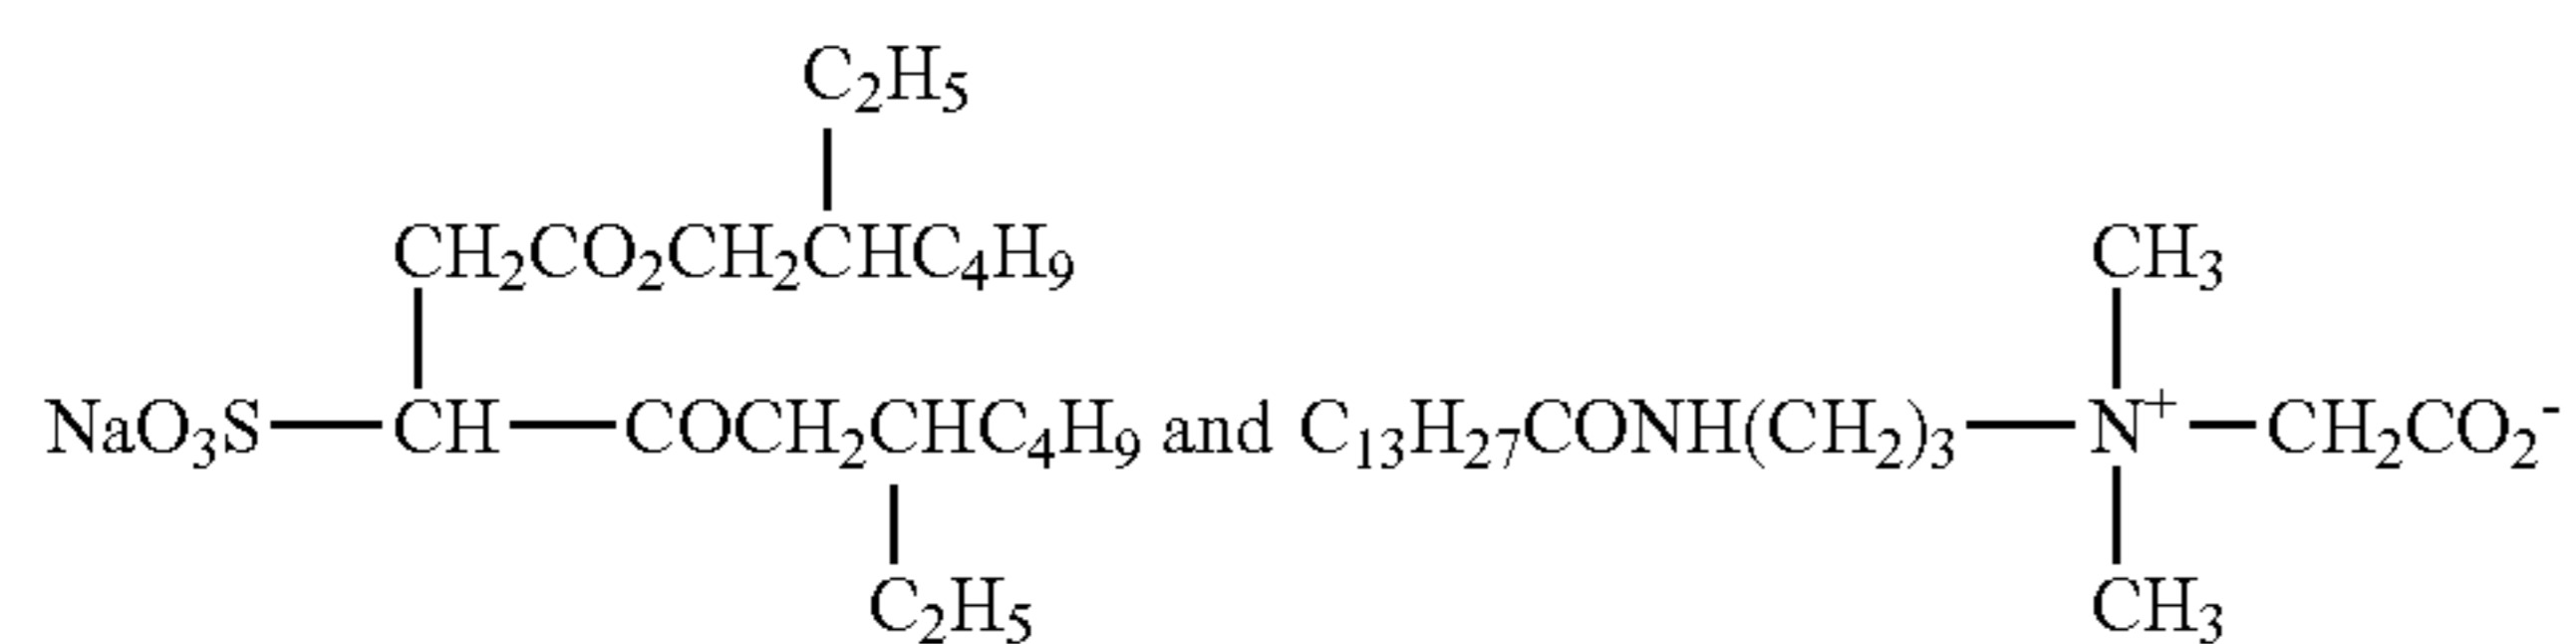 C₂H₅
CH₂CO₂CH₂CHC₄H₉ CH₃
NaO₃S—CH—COCH₂CHC₄H₉ and C₁₃H₂₇CONH(CH₂)₃—N⁺—CH₂CO₂⁻
C₂H₅ CH₃